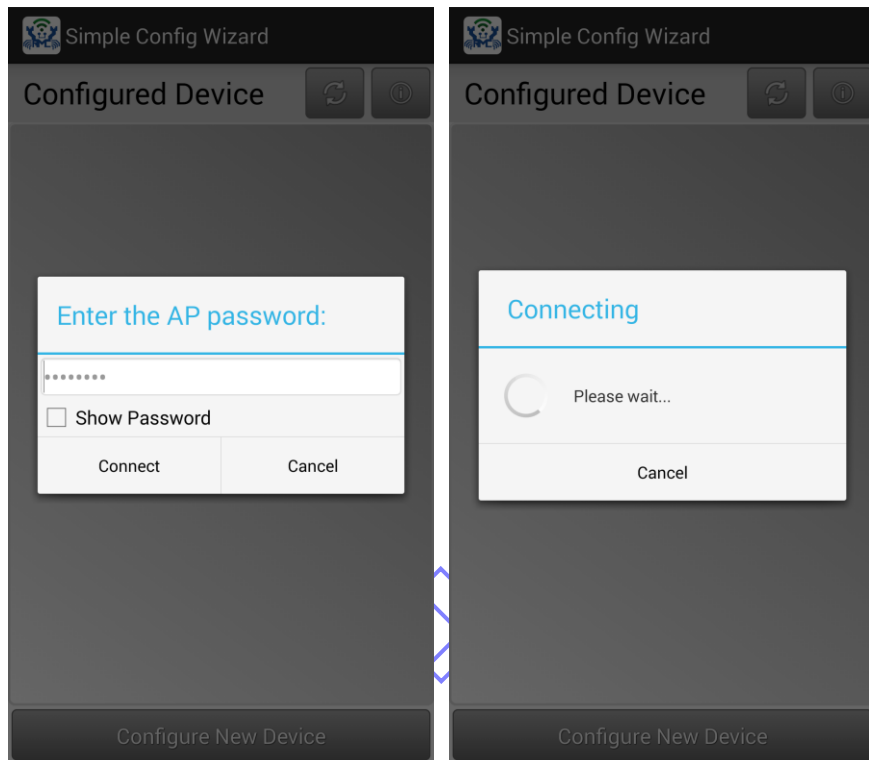 Simple Config Wizard
Configured Device
Enter the AP password:
••••••••
Show Password
Connect Cancel
Configure New Device
Simple Config Wizard
Configured Device
Connecting
Please wait...
Cancel
Configure New Device